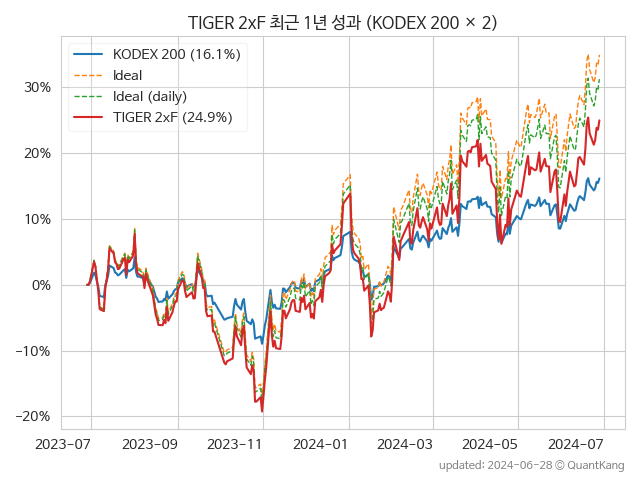 TIGER 2xF 최근 1년 성과 (KODEX 200 × 2)
KODEX 200 (16.1%)
Ideal
Ideal (daily)
TIGER 2xF (24.9%)
30%
20%
10%
0%
−10%
−20%
2023-07 2023-09 2023-11 2024-01 2024-03 2024-05 2024-07
updated: 2024-06-28 ⓒ QuantKang